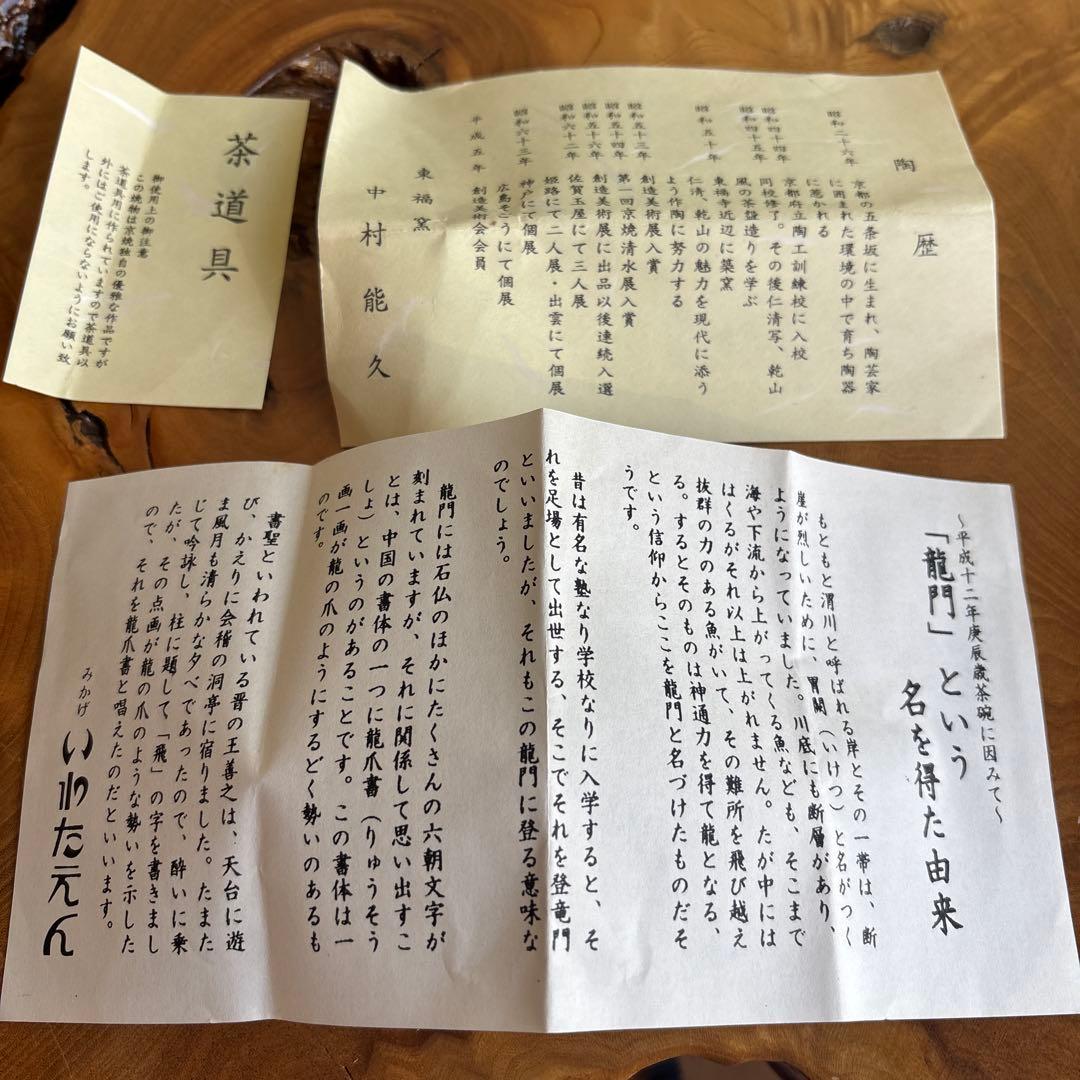 茶道具
御使用上の御注意
この焼物は京焼独自の優雅な作品ですが
茶道具用に作られていますので茶道具以
外にはご使用にならないようにお願い致
します。
陶歴
昭和二十六年 京都の五条坂に生まれ、陶芸家
に囲まれた環境の中で育ち陶器
に惹かれる
昭和四十四年 京都府立陶工訓練校に入校
昭和四十五年 同校修了。その後仁清写、乾山
風の茶盌造りを学ぶ
昭和五十年 東福寺近辺に築窯
仁清、乾山の魅力を現代に添う
よう作陶に努力する
昭和五十三年 創造美術展入賞
昭和五十四年 第一回京焼清水展入賞
昭和五十六年 創造美術展に出品以後連続入選
昭和六十二年 佐賀玉屋にて三人展
姫路にて二人展・出雲にて個展
昭和六十三年 神戸にて個展
広島そごうにて個展
平成五年 創造美術会会員
東福窯
中村能久
〜平成十二年庚辰歳茶碗に因みて〜
「龍門」という
名を得た由来
もともと渭川と呼ばれる岸とその一帯は、断
崖が烈しいために、胃闕(いけつ)と名がつく
ようになっていました。川底にも断層があり、
海や下流から上がってくる魚なども、そこまで
はくるがそれ以上は上がれません。たが中には
抜群の力のある魚がいて、その難所を飛び越え
る。するとそのものは神通力を得て龍となる、
という信仰からここを龍門と名づけたものだそ
うです。
昔は有名な塾なり学校なりに入学すると、そ
れを足場として出世する、そこでそれを登竜門
といいましたが、それもこの龍門に登る意味な
のでしょう。
龍門には石仏のほかにたくさんの六朝文字が
刻まれていますが、それに関係して思い出すこ
とは、中国の書体の一つに龍爪書(りゅうそう
しょ)というのがあることです。この書体は一
画一画が龍の爪のようにするどく勢いのあるも
のです。
書聖といわれている晋の王善之は、天台に遊
び、かえりに会稽の洞亭に宿りました。たまた
ま風月も清らかな夕べであったので、酔いに乗
じて吟詠し、柱に題して「飛」の字を書きまし
たが、その点画が龍の爪のような勢いを示した
ので、それを龍爪書と唱えたのだといいます。
みかげ
いわた元ん